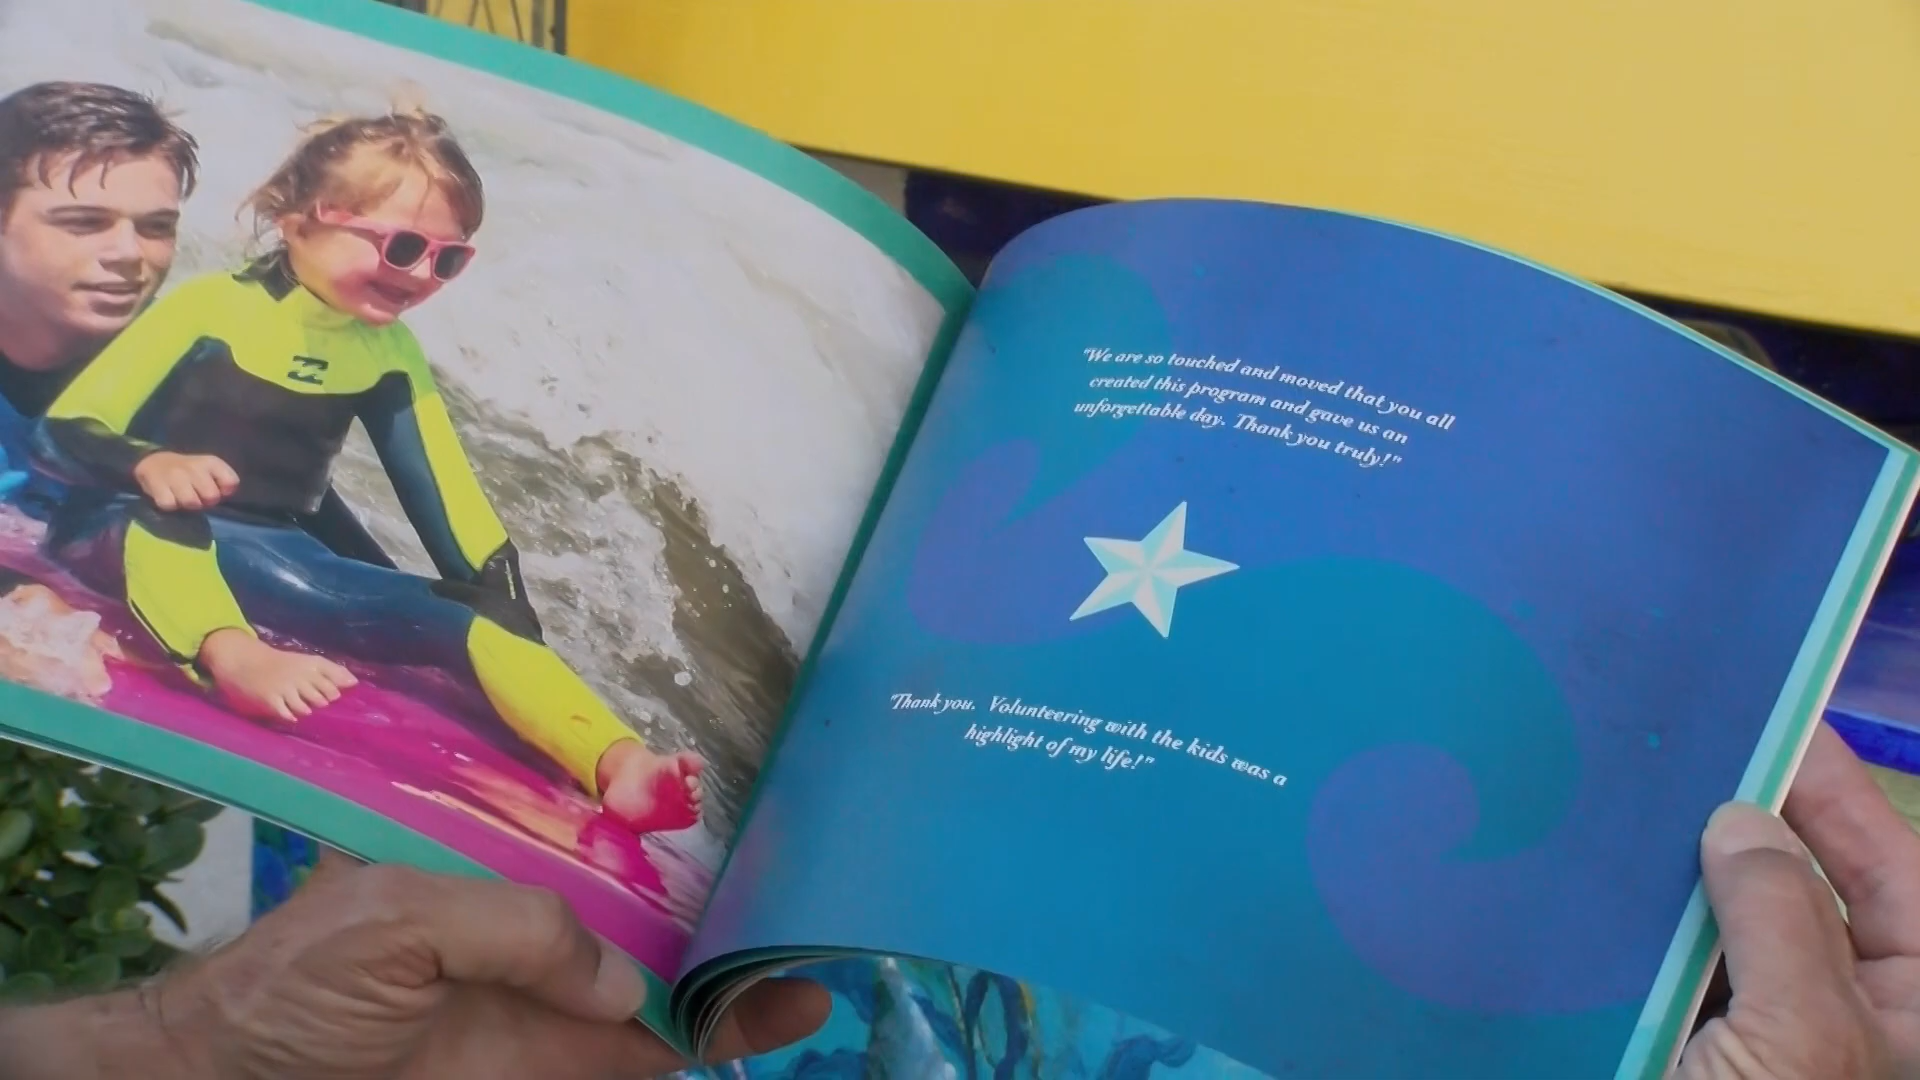 "We are so touched and moved that you all
created this program and gave us an
unforgettable day. Thank you truly!"
"Thank you. Volunteering with the kids was a
highlight of my life!"